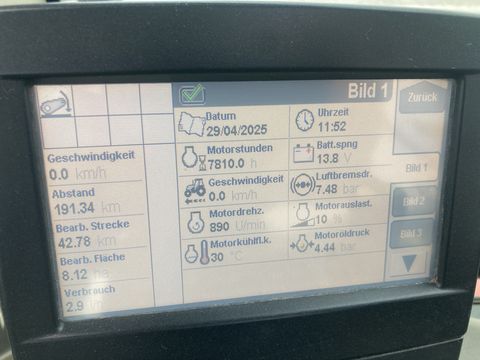 Bild 1
Zurück
Datum
29/04/2025
Uhrzeit
11:52
Motorstunden
7810.0 h
Batt.spng
13.8 V
Geschwindigkeit
0.0 km/h
Luftbremsdr.
7.48 bar
Motordrehz.
890 U/min
Motorauslast.
10 %
Motorkühlfl.k.
30 °C
Motoröldruck
4.44 bar
Geschwindigkeit
0.0 km/h
Abstand
191.34 km
Bearb. Strecke
42.78 km
Bearb. Fläche
8.12 ha
Verbrauch
2.9 l/h
Bild 1
Bild 2
Bild 3